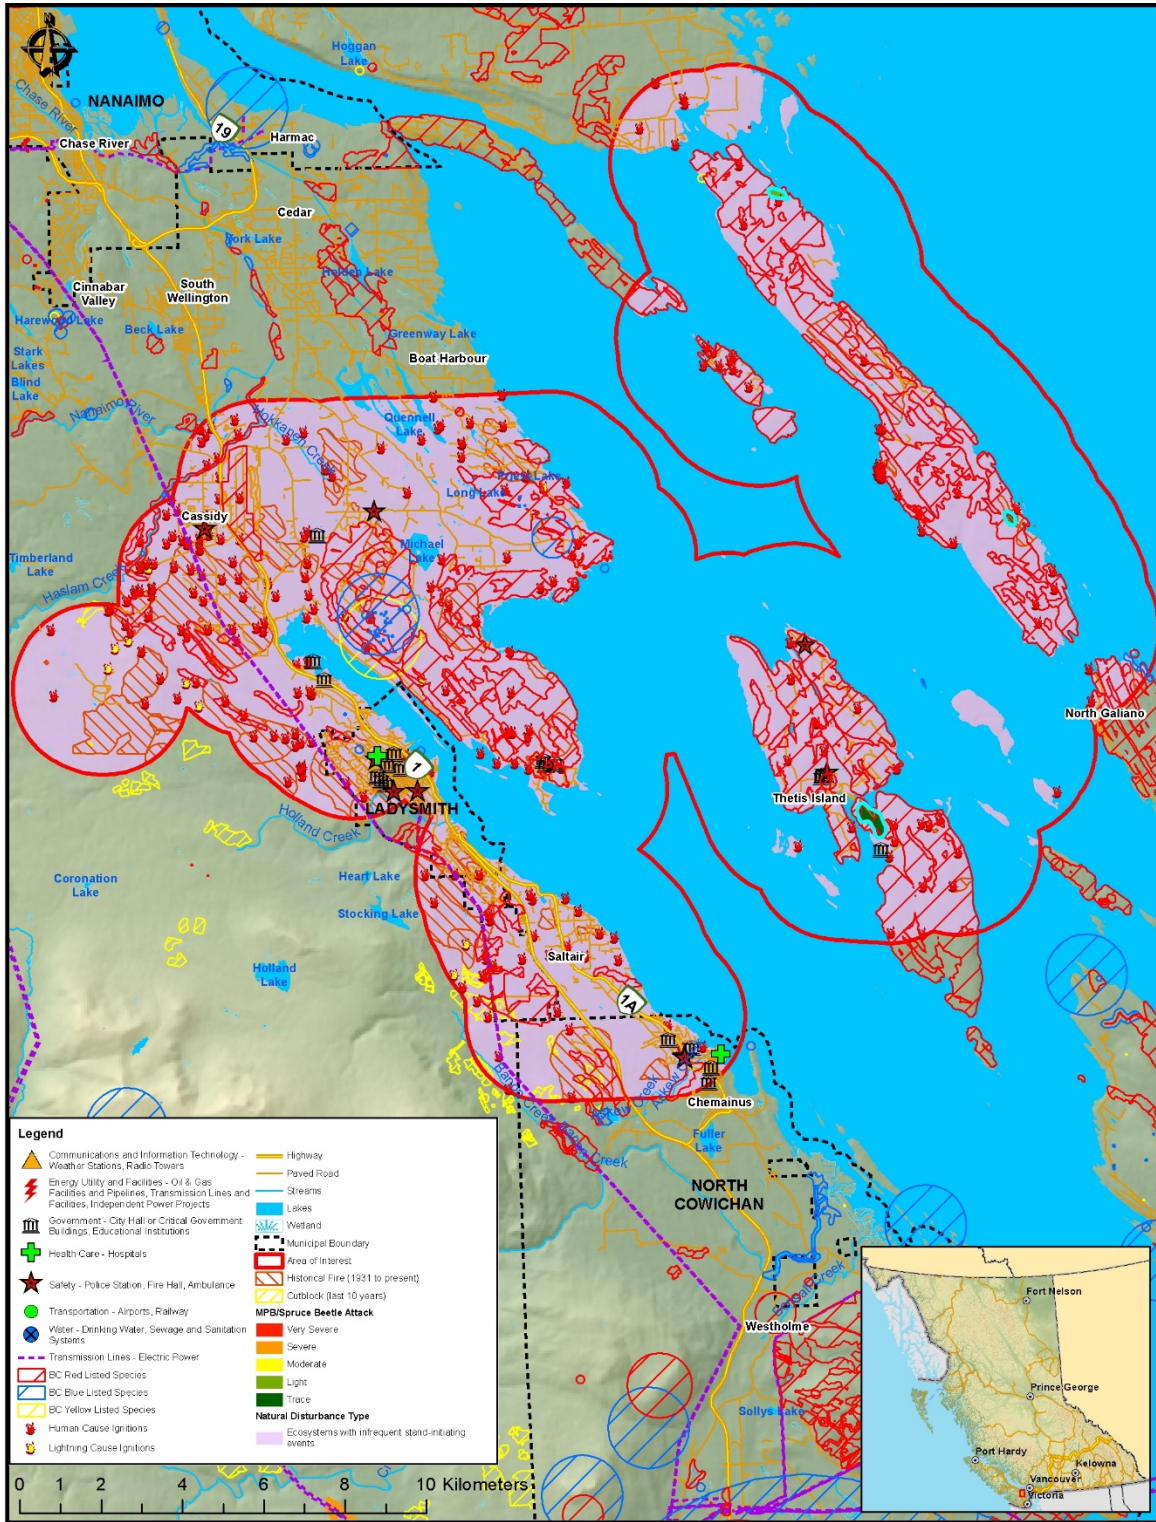 Hoggan
Lake
Chase River
NANAIMO
19
Harmac
Chase River
Cedar
York Lake
Holden Lake
South
Wellington
Cinnabar
Valley
Harewood Lake
Beck Lake
Greenway Lake
Stark
Lakes
Boat Harbour
Blind
Lake
Nanaimo River
Hokkanen Creek
Quennell
Lake
Priest Lake
Long Lake
Cassidy
Michael
Lake
Timberland
Lake
Haslam Creek
North Galiano
1
Thetis Island
LADYSMITH
Holland Creek
Coronation
Lake
Heart Lake
Stocking Lake
Saltair
Holland
Lake
1A
Banon Creek
Askew Creek
Chemainus
Fuller
Lake
NORTH
COWICHAN
Westholme
Sollys Lake
Legend
Communications and Information Technology -
Weather Stations, Radio Towers
Energy Utility and Facilities - Oil & Gas
Facilities and Pipelines, Transmission Lines and
Facilities, Independent Power Projects
Government - City Hall or Critical Government
Buildings, Educational Institutions
Health Care - Hospitals
Safety - Police Station, Fire Hall, Ambulance
Transportation - Airports, Railway
Water - Drinking Water, Sewage and Sanitation
Systems
Transmission Lines - Electric Power
BC Red Listed Species
BC Blue Listed Species
BC Yellow Listed Species
Human Cause Ignitions
Lightning Cause Ignitions
Highway
Paved Road
Streams
Lakes
Wetland
Municipal Boundary
Area of Interest
Historical Fire (1931 to present)
Cutblock (last 10 years)
MPB/Spruce Beetle Attack
Very Severe
Severe
Moderate
Light
Trace
Natural Disturbance Type
Ecosystems with infrequent stand-initiating
events
0 1 2 4 6 8 10 Kilometers
Fort Nelson
Prince George
Port Hardy
Kelowna
Vancouver
Victoria